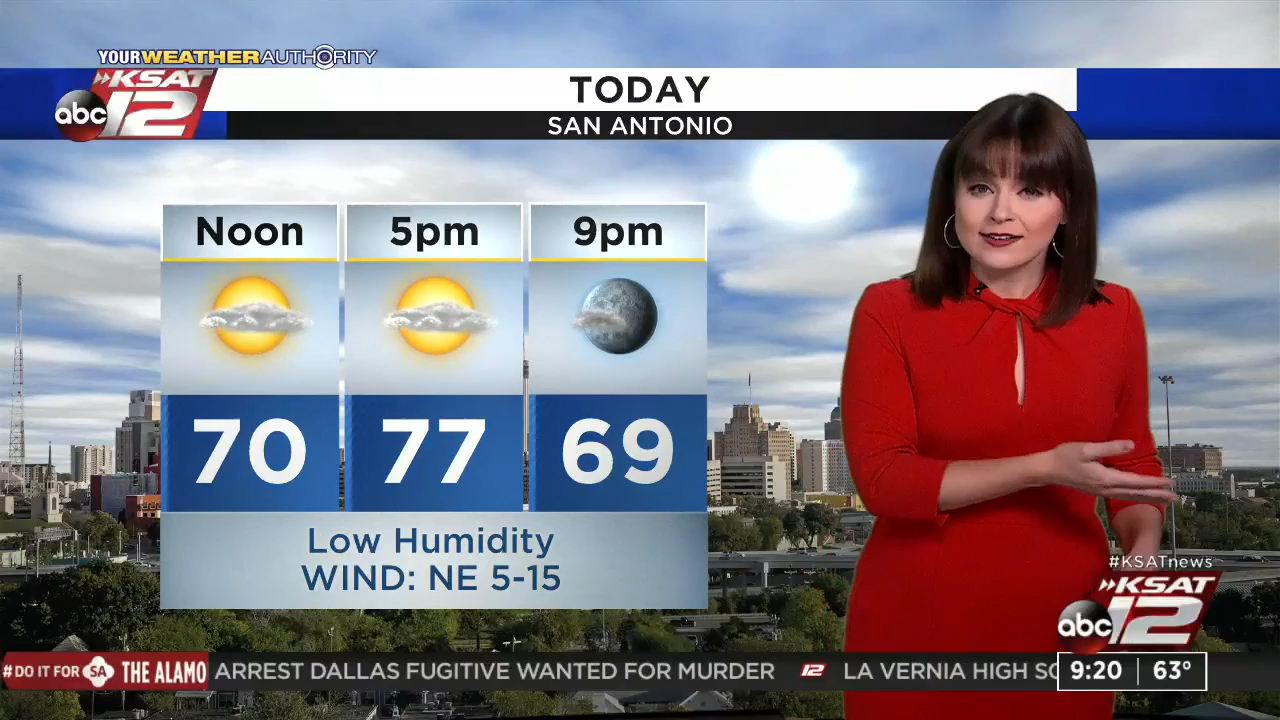 YOURWEATHERAUTHORITY
KSAT
abc 12
TODAY
SAN ANTONIO
Noon 5pm 9pm
70 77 69
Low Humidity
WIND: NE 5-15
#KSATnews
KSAT
abc 12
#DO IT FOR SA THE ALAMO ARREST DALLAS FUGITIVE WANTED FOR MURDER 12 LA VERNIA HIGH SC 9:20 63°